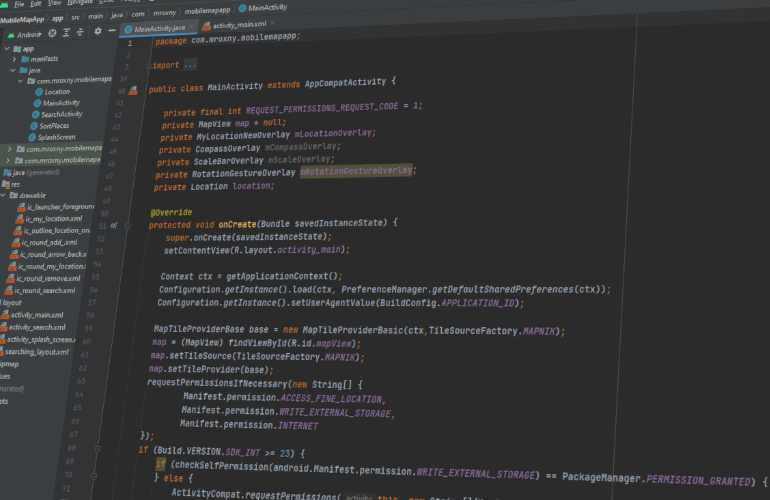 File Edit View Navigate
MobileMapApp app src main java com mroxny mobilemapapp MainActivity
Android
MainActivity.java
activity_main.xml
app
manifests
java
com.mroxny.mobilemapapp
Location
MainActivity
SearchActivity
SortPlaces
SplashScreen
com.mroxny.mobilemapa
com.mroxny.mobilema
java (generated)
res
drawable
ic_launcher_foreground
ic_my_location.xml
ic_outline_location_on.
ic_round_add_.xml
ic_round_arrow_back.x
ic_round_my_location.
ic_round_remove.xml
ic_round_search.xml
layout
activity_main.xml
activity_search.xml
activity_splash_screen.
searching_layout.xml
1 package com.mroxny.mobilemapapp;
3 import ...
39
40 public class MainActivity extends AppCompatActivity {
41
42 private final int REQUEST_PERMISSIONS_REQUEST_CODE = 1;
43 private MapView map = null;
44 private MyLocationNewOverlay mLocationOverlay;
45 private CompassOverlay mCompassOverlay;
46 private ScaleBarOverlay mScaleOverlay;
47 private RotationGestureOverlay mRotationGestureOverlay;
48 private Location location;
49
50 @Override
51 protected void onCreate(Bundle savedInstanceState) {
52 super.onCreate(savedInstanceState);
53 setContentView(R.layout.activity_main);
54
55 Context ctx = getApplicationContext();
56 Configuration.getInstance().load(ctx, PreferenceManager.getDefaultSharedPreferences(ctx));
57 Configuration.getInstance().setUserAgentValue(BuildConfig.APPLICATION_ID);
58
59 MapTileProviderBase base = new MapTileProviderBasic(ctx,TileSourceFactory.MAPNIK);
60 map = (MapView) findViewById(R.id.mapView);
61 map.setTileSource(TileSourceFactory.MAPNIK);
62 map.setTileProvider(base);
63 requestPermissionsIfNecessary(new String[] {
64 Manifest.permission.ACCESS_FINE_LOCATION,
65 Manifest.permission.WRITE_EXTERNAL_STORAGE,
66 Manifest.permission.INTERNET
67 });
68 if (Build.VERSION.SDK_INT >= 23) {
69 if (checkSelfPermission(android.Manifest.permission.WRITE_EXTERNAL_STORAGE) == PackageManager.PERMISSION_GRANTED) {
70 } else {
71 ActivityCompat.requestPermissions(